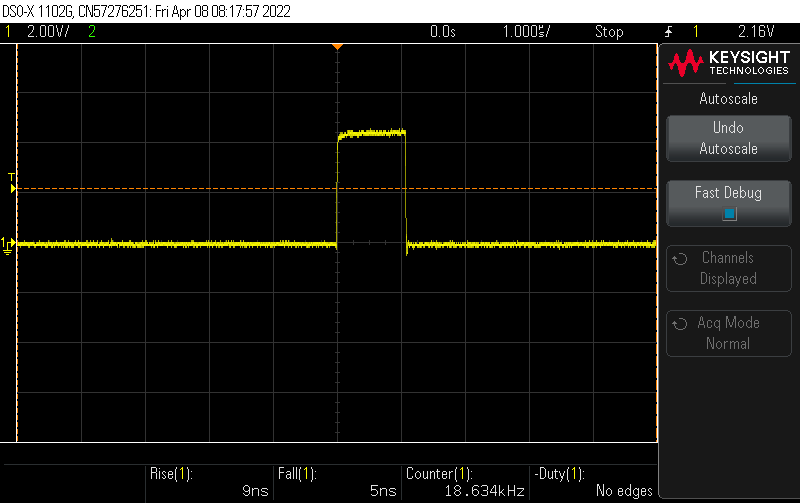 DSO-X 1102G, CN57276251: Fri Apr 08 08:17:57 2022
1 2.00V/ 2 0.0s 1.000s/ Stop 1 2.16V
KEYSIGHT
TECHNOLOGIES
Autoscale
Undo
Autoscale
T
Fast Debug
1
Channels
Displayed
Acq Mode
Normal
Rise(1): Fall(1): Counter(1): -Duty(1):
9ns 5ns 18.634kHz No edges